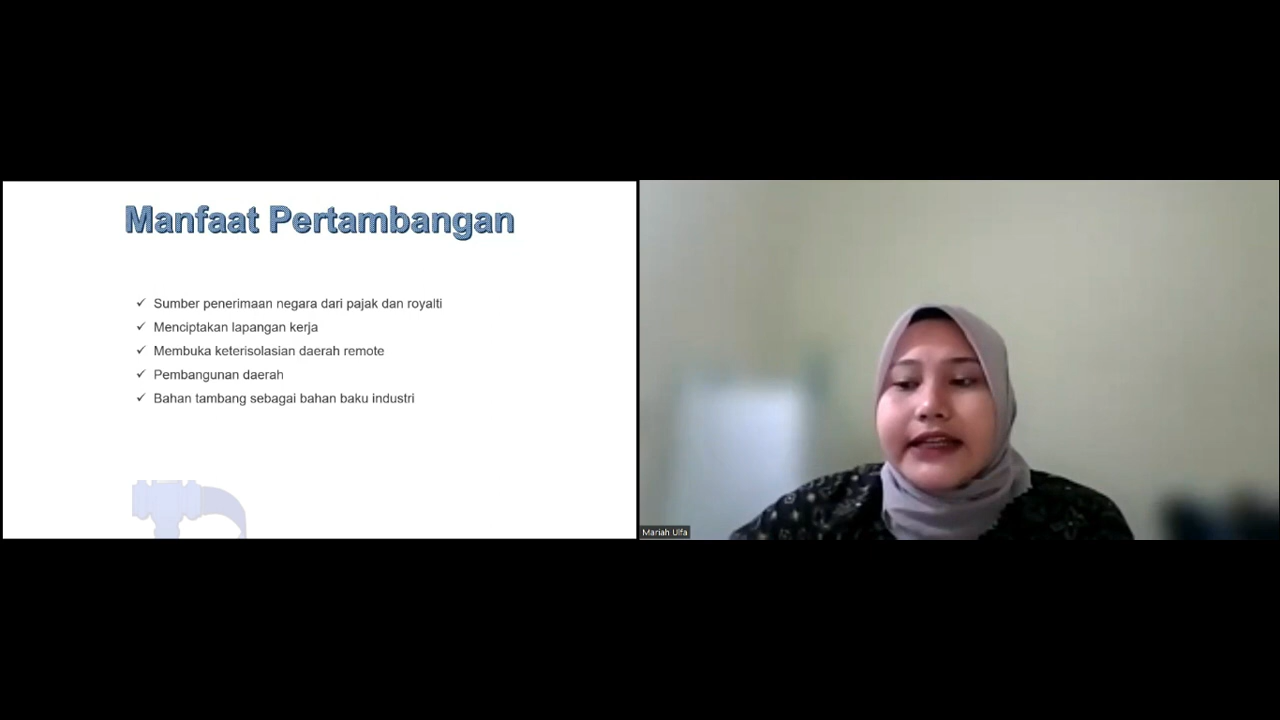 Manfaat Pertambangan
✓ Sumber penerimaan negara dari pajak dan royalti
✓ Menciptakan lapangan kerja
✓ Membuka keterisolasian daerah remote
✓ Pembangunan daerah
✓ Bahan tambang sebagai bahan baku industri
Mariah Ulfa